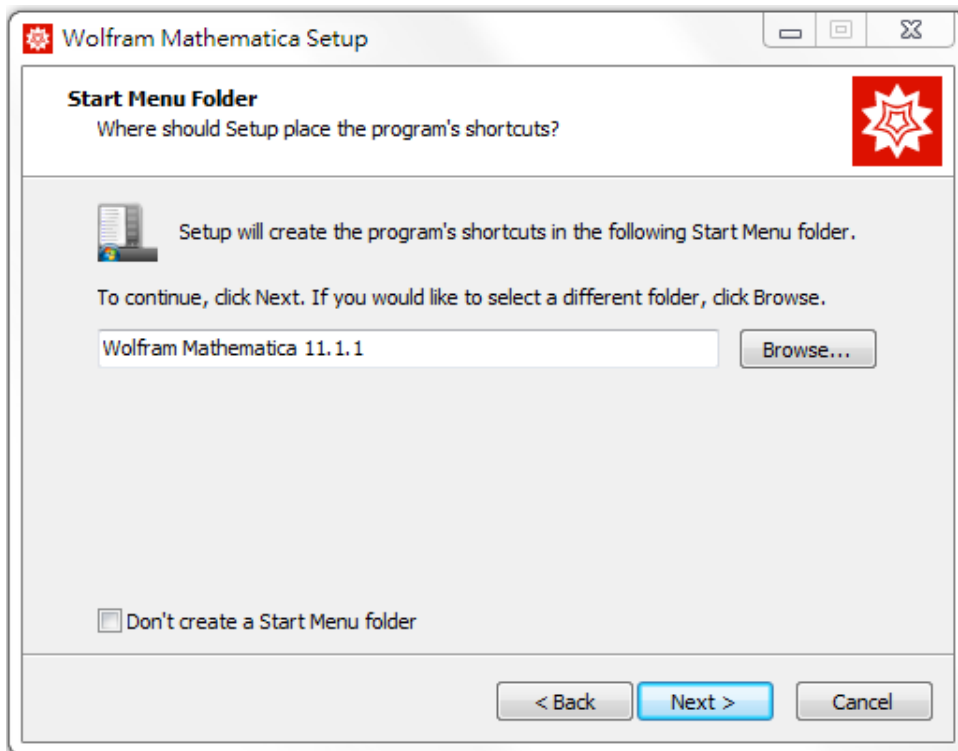 Wolfram Mathematica Setup
Start Menu Folder
Where should Setup place the program's shortcuts?
Setup will create the program's shortcuts in the following Start Menu folder.
To continue, click Next. If you would like to select a different folder, click Browse.
Wolfram Mathematica 11.1.1
Browse...
Don't create a Start Menu folder
< Back
Next >
Cancel